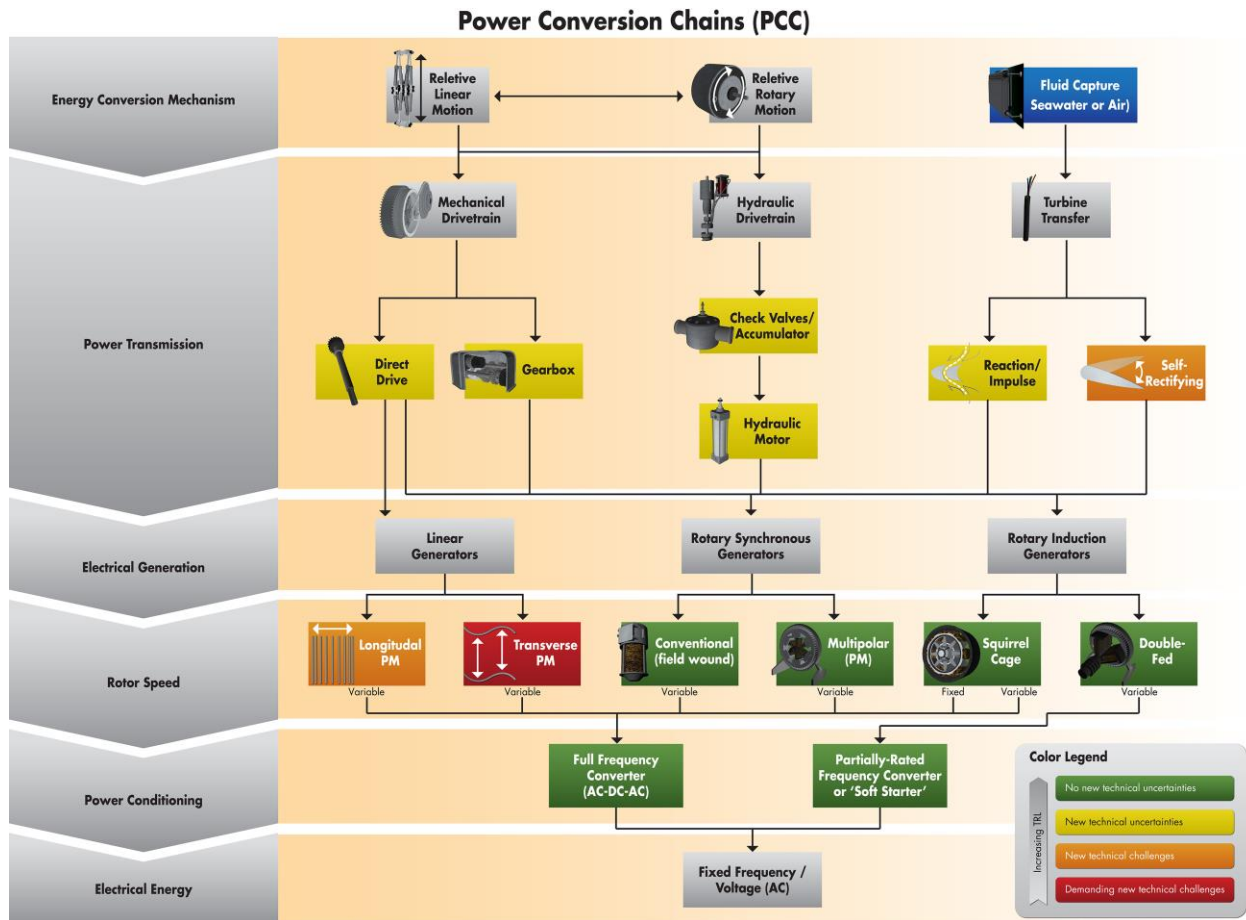 Power Conversion Chains (PCC)
Energy Conversion Mechanism
Reletive
Linear
Motion
Reletive
Rotary
Motion
Fluid Capture
Seawater or Air)
Power Transmission
Mechanical
Drivetrain
Hydraulic
Drivetrain
Turbine
Transfer
Check Valves/
Accumulator
Direct
Drive
Gearbox
Reaction/
Impulse
Self-
Rectifying
Hydraulic
Motor
Electrical Generation
Linear
Generators
Rotary Synchronous
Generators
Rotary Induction
Generators
Rotor Speed
Longitudal
PM
Variable
Transverse
PM
Variable
Conventional
(field wound)
Variable
Multipolar
(PM)
Variable
Squirrel
Cage
Fixed
Variable
Double-
Fed
Variable
Power Conditioning
Full Frequency
Converter
(AC-DC-AC)
Partially-Rated
Frequency Converter
or ‘Soft Starter’
Electrical Energy
Fixed Frequency /
Voltage (AC)
Color Legend
Increasing TRL
No new technical uncertainties
New technical uncertainties
New technical challenges
Demanding new technical challenges